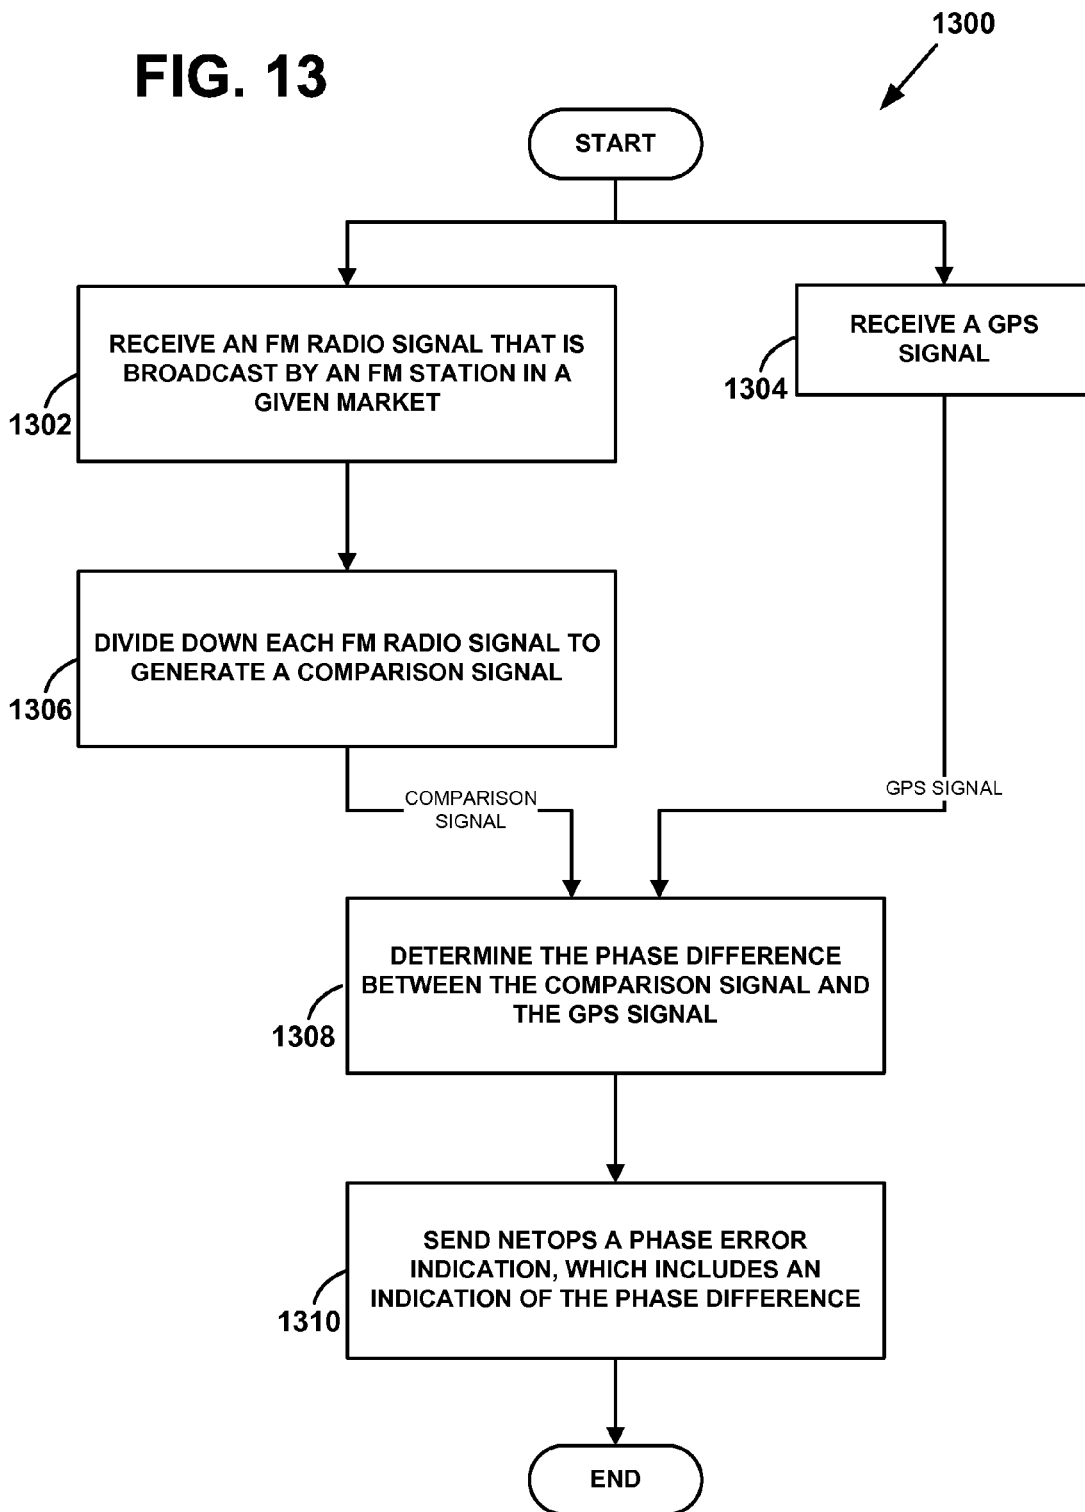 FIG. 13
1300
START
RECEIVE AN FM RADIO SIGNAL THAT IS
BROADCAST BY AN FM STATION IN A
GIVEN MARKET
1302
RECEIVE A GPS
SIGNAL
1304
DIVIDE DOWN EACH FM RADIO SIGNAL TO
GENERATE A COMPARISON SIGNAL
1306
COMPARISON
SIGNAL
GPS SIGNAL
DETERMINE THE PHASE DIFFERENCE
BETWEEN THE COMPARISON SIGNAL AND
THE GPS SIGNAL
1308
SEND NETOPS A PHASE ERROR
INDICATION, WHICH INCLUDES AN
INDICATION OF THE PHASE DIFFERENCE
1310
END